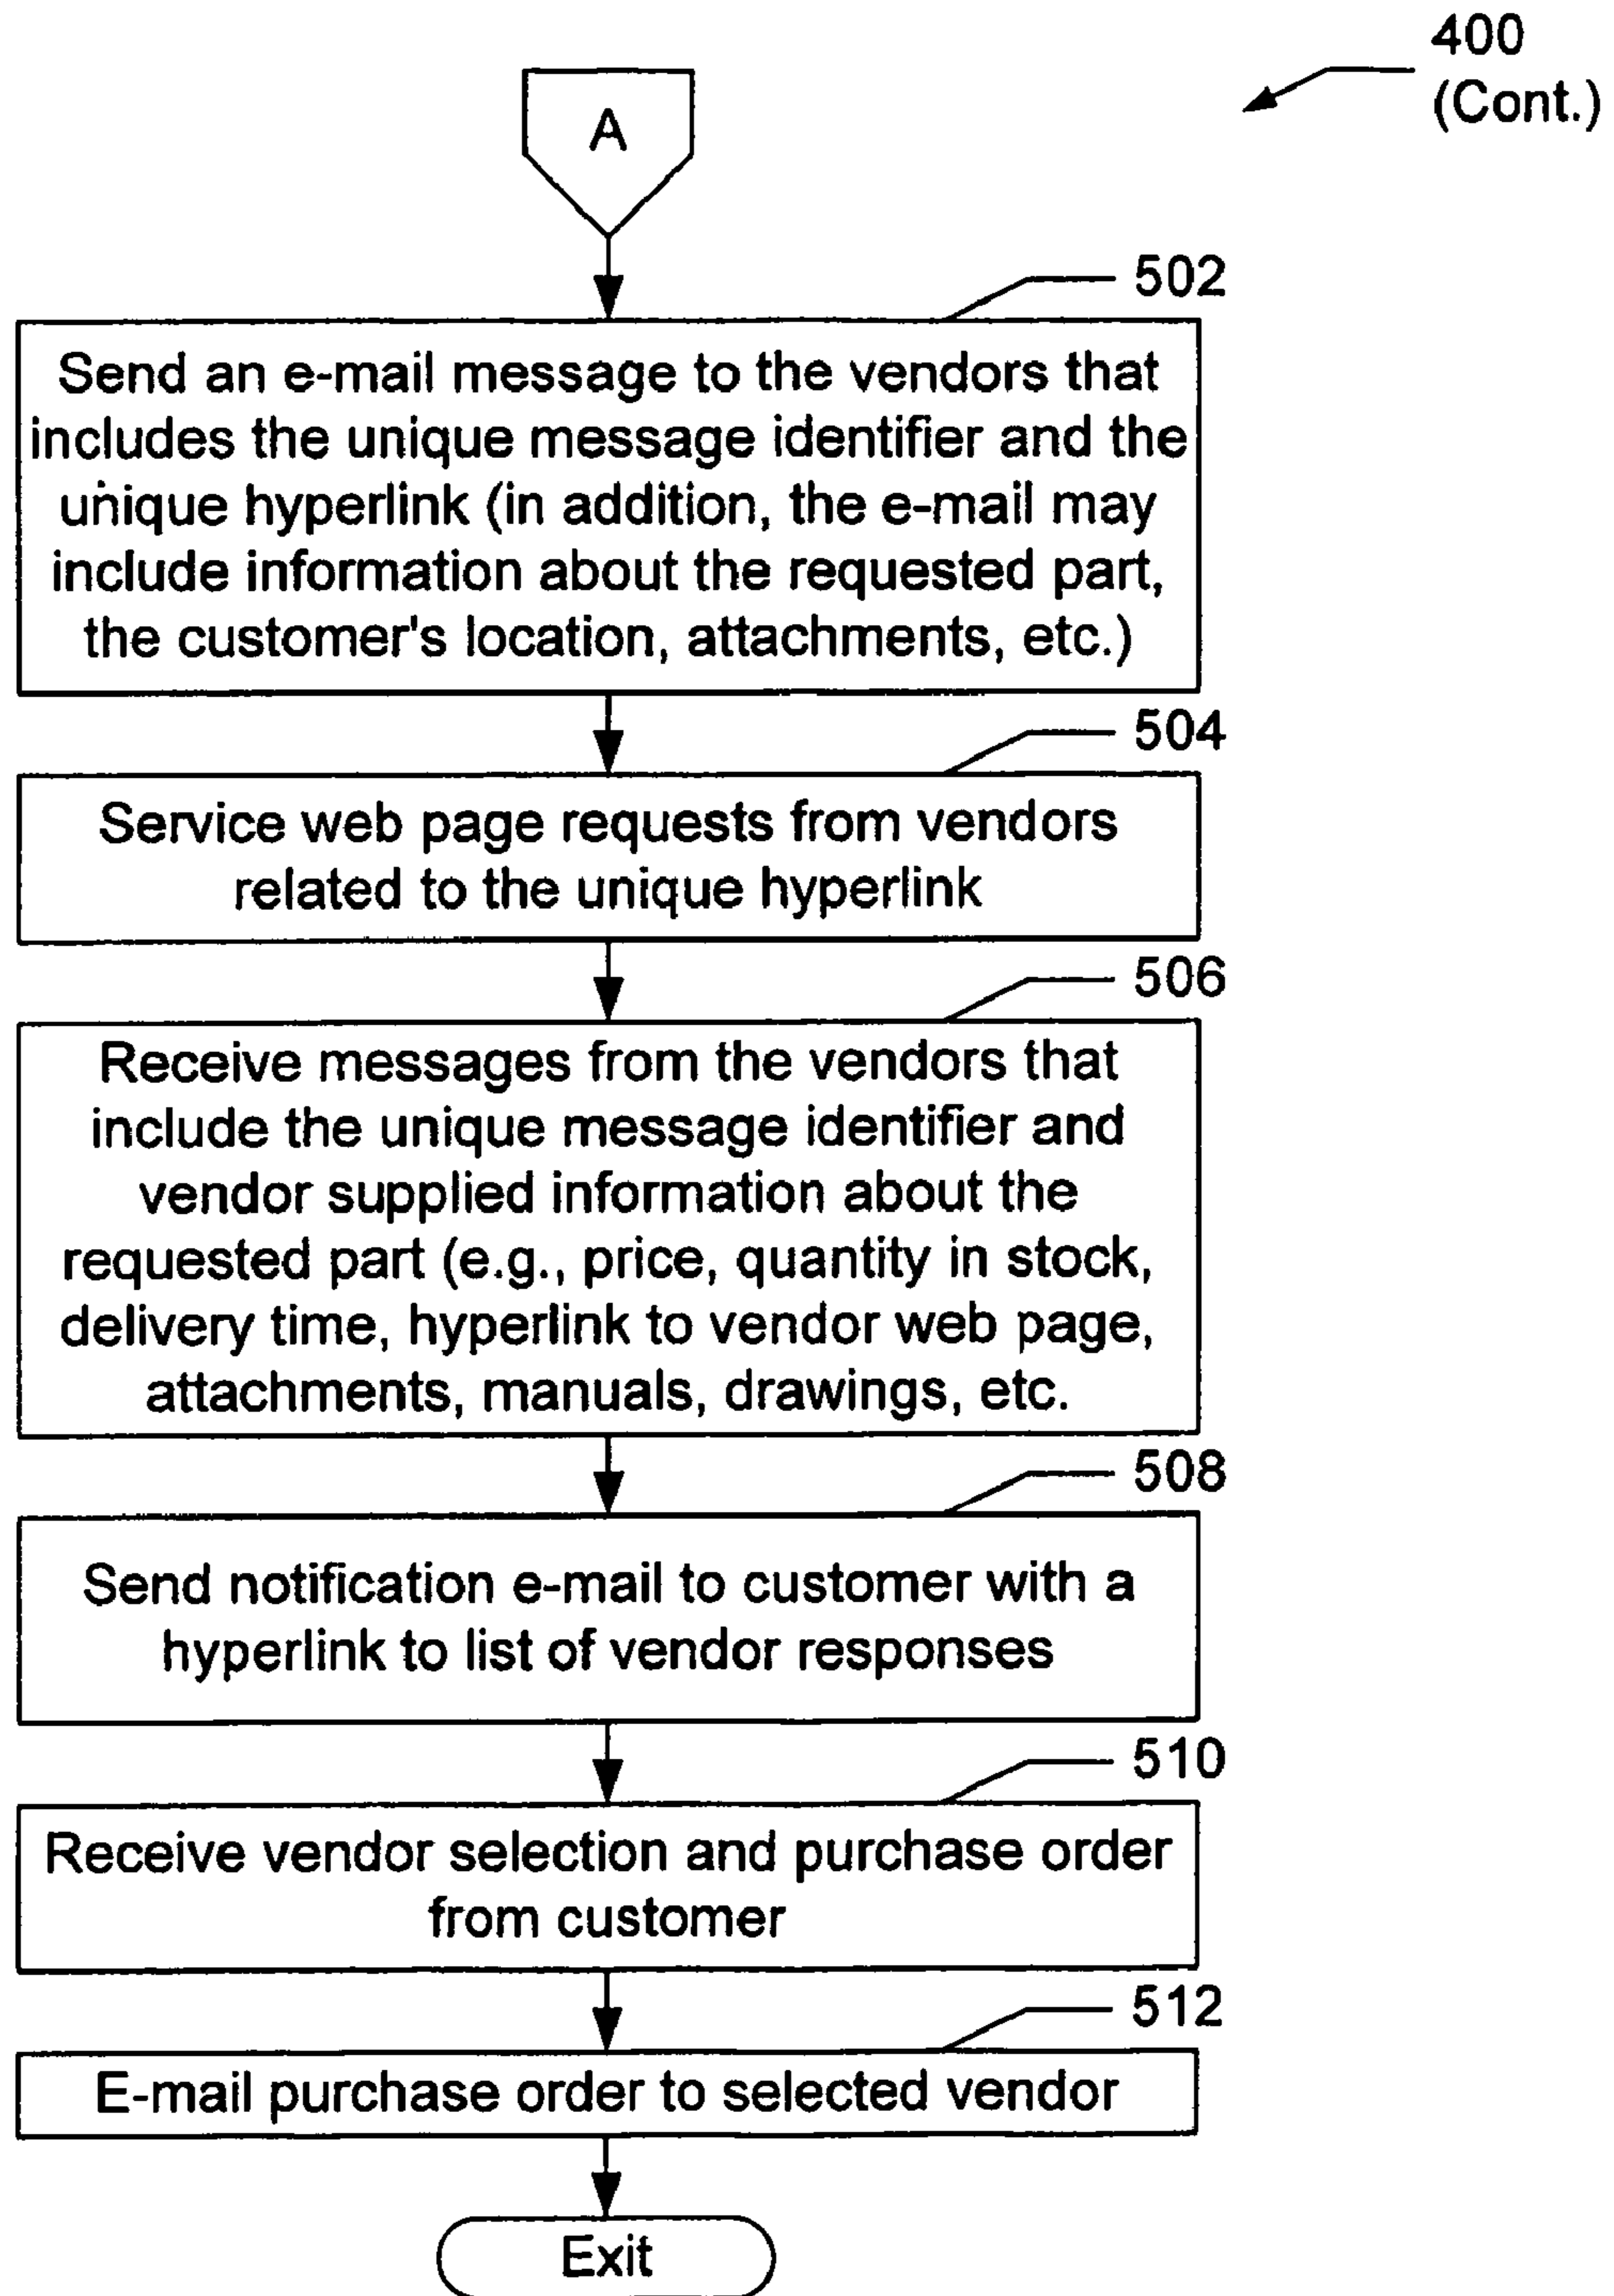 400
(Cont.)
A
502
Send an e-mail message to the vendors that
includes the unique message identifier and the
unique hyperlink (in addition, the e-mail may
include information about the requested part,
the customer's location, attachments, etc.)
504
Service web page requests from vendors
related to the unique hyperlink
506
Receive messages from the vendors that
include the unique message identifier and
vendor supplied information about the
requested part (e.g., price, quantity in stock,
delivery time, hyperlink to vendor web page,
attachments, manuals, drawings, etc.
508
Send notification e-mail to customer with a
hyperlink to list of vendor responses
510
Receive vendor selection and purchase order
from customer
512
E-mail purchase order to selected vendor
Exit